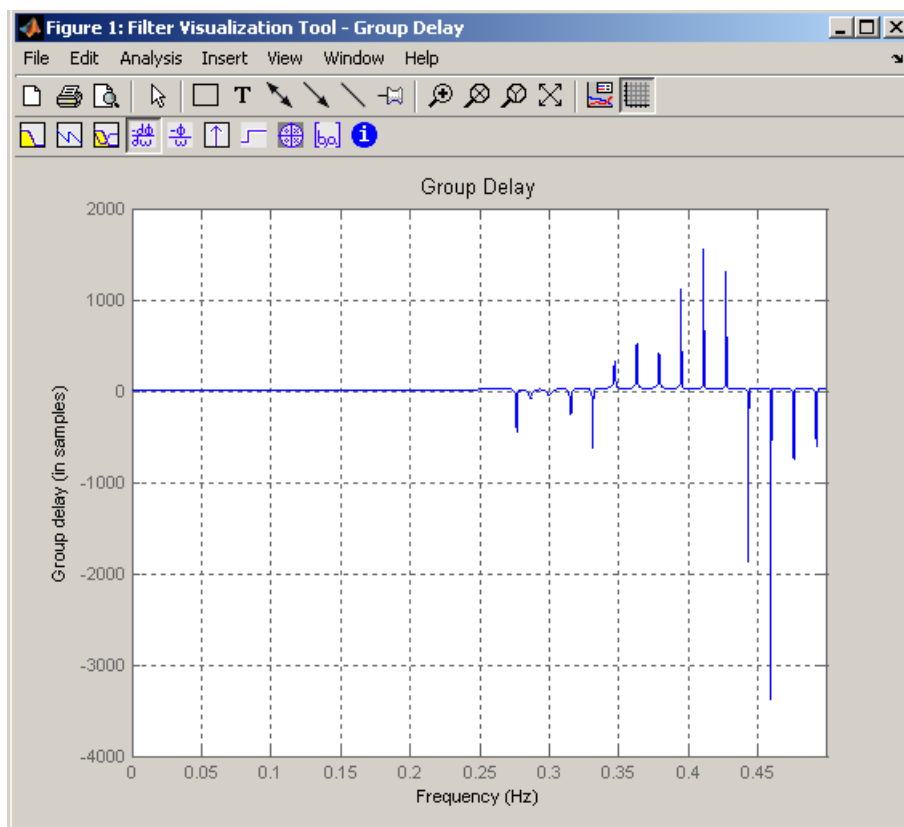 Figure 1: Filter Visualization Tool - Group Delay
File Edit Analysis Insert View Window Help
T
[b,a] i
Group Delay
2000
1000
0
-1000
-2000
-3000
-4000
Group delay (in samples)
0 0.05 0.1 0.15 0.2 0.25 0.3 0.35 0.4 0.45
Frequency (Hz)